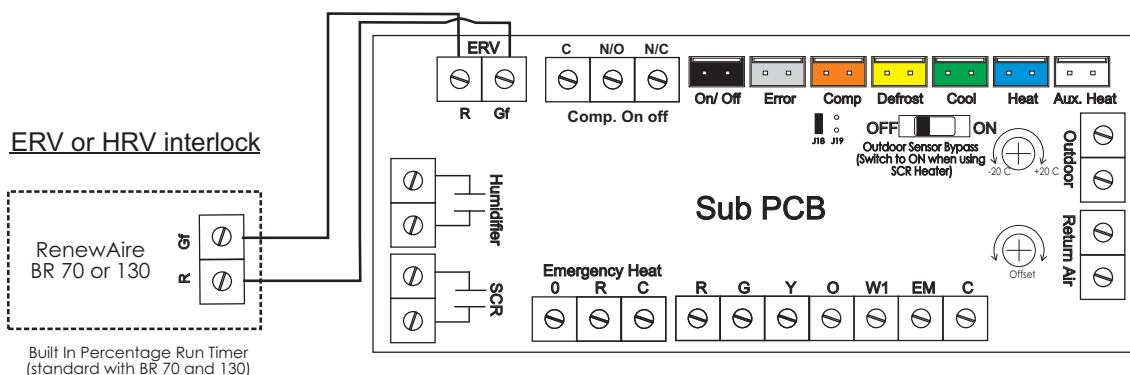 ERV or HRV interlock
RenewAire
BR 70 or 130
Gf
R
Built In Percentage Run Timer
(standard with BR 70 and 130)
ERV
R Gf
C N/O N/C
Comp. On off
On/ Off Error Comp Defrost Cool Heat Aux. Heat
J18 J19
OFF ON
Outdoor Sensor Bypass
(Switch to ON when using
SCR Heater)
-20 C +20 C
Outdoor
Humidifier
Sub PCB
Offset
Return Air
SCR
Emergency Heat
0 R C
R G Y O W1 EM C